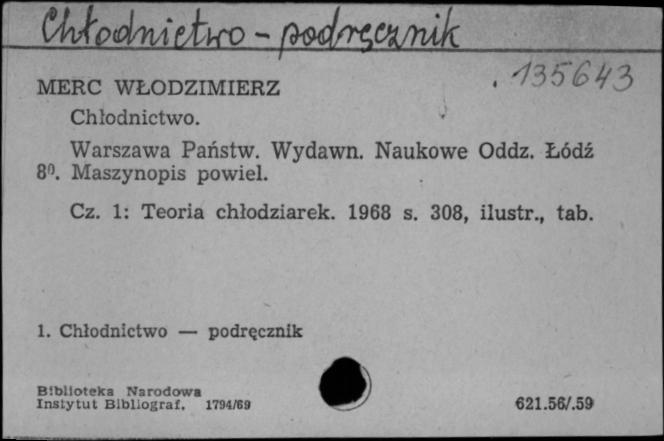 Chłodnictwo – podręcznik
. 135643
MERC WŁODZIMIERZ
Chłodnictwo.
Warszawa Państw. Wydawn. Naukowe Oddz. Łódź
8⁰. Maszynopis powiel.
Cz. 1: Teoria chłodziarek. 1968 s. 308, ilustr., tab.
1. Chłodnictwo — podręcznik
Biblioteka Narodowa
Instytut Bibliograf. 1794/69
621.56/.59